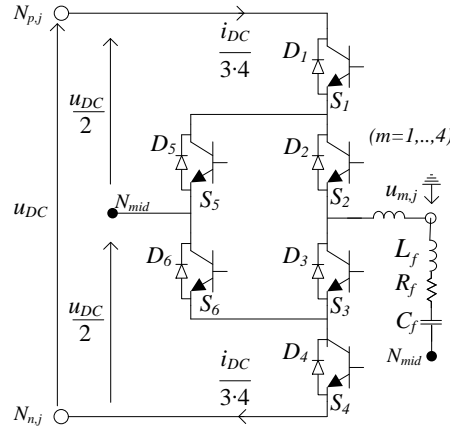 N_{p,j}
i_{DC}
3·4
D_1
S_1
u_{DC}
2
(m=1,..,4)
D_5
D_2
S_5
S_2
u_{m,j}
N_{mid}
u_{DC}
D_6
D_3
L_f
R_f
S_6
S_3
u_{DC}
2
C_f
N_{mid}
i_{DC}
3·4
D_4
S_4
N_{n,j}